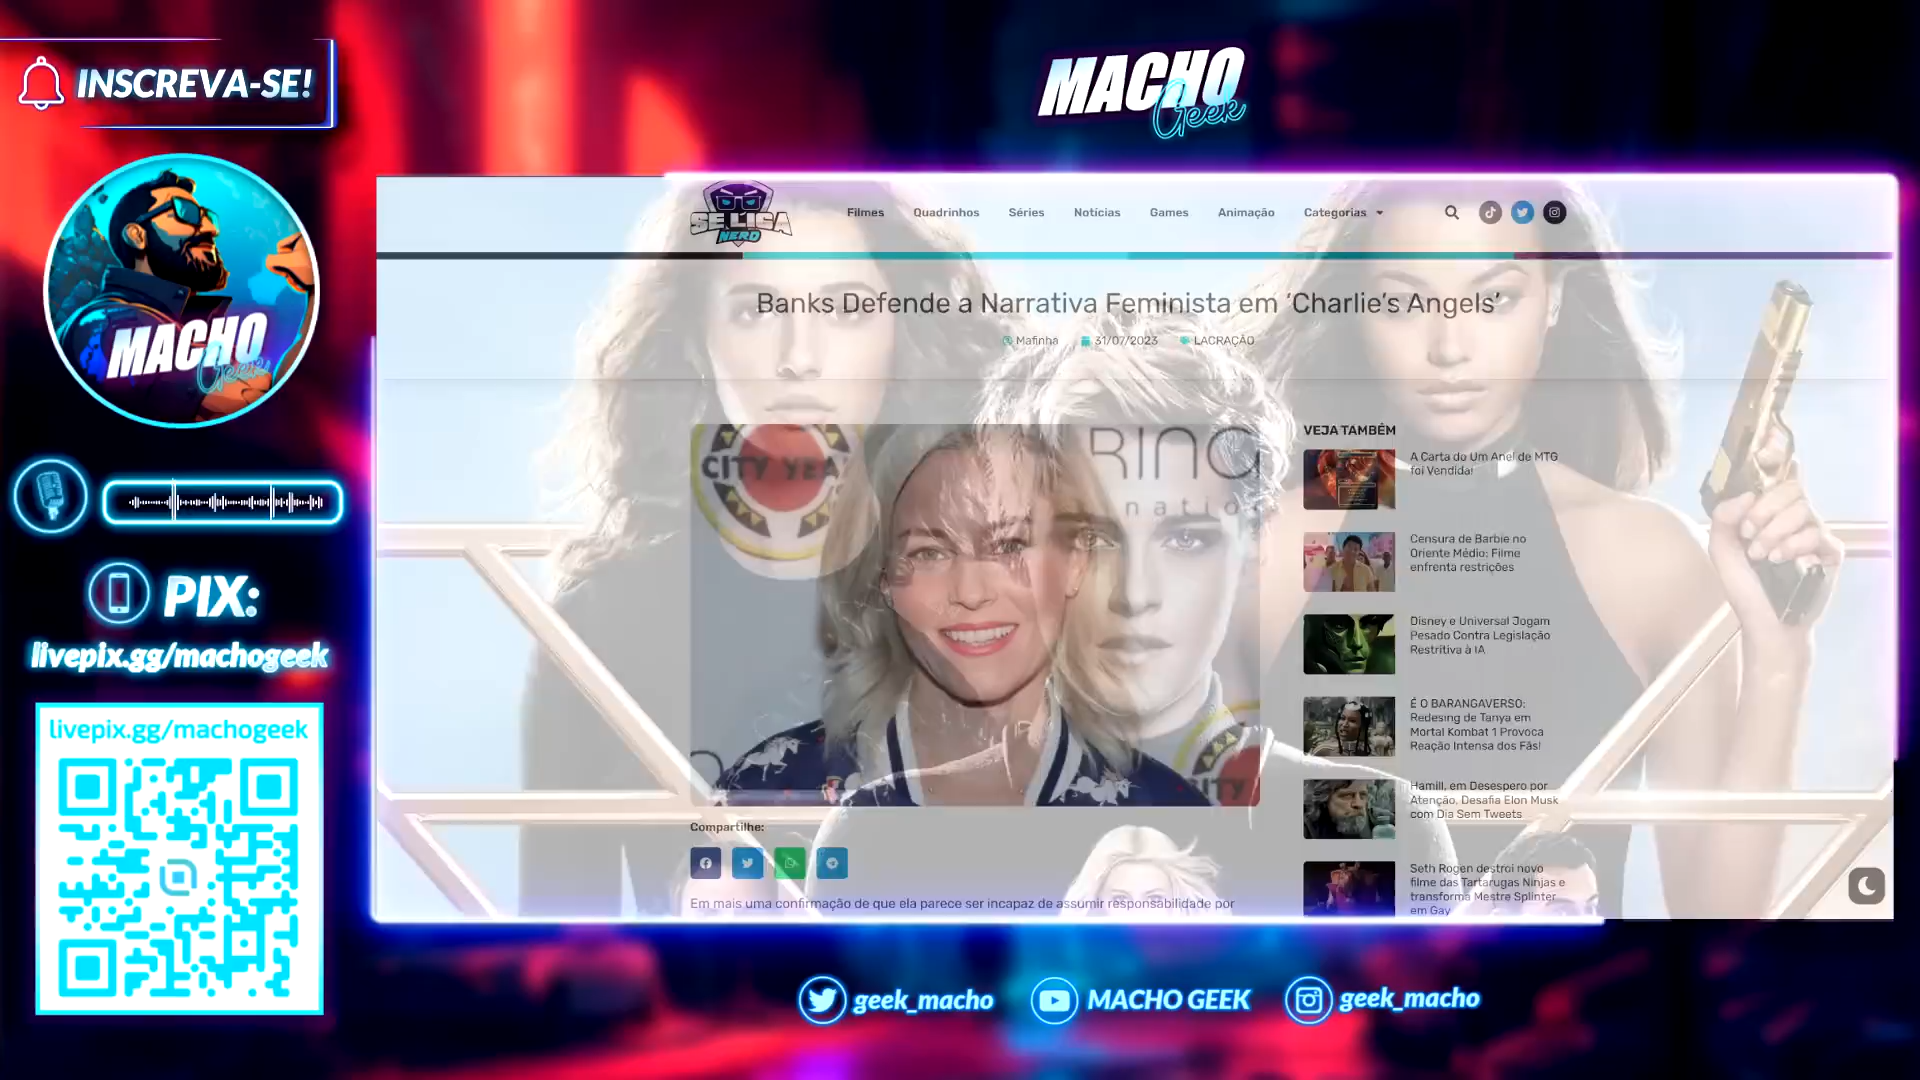 INSCREVA-SE!
MACHO
Geek
MACHO
Geek
PIX:
livepix.gg/machogeek
livepix.gg/machogeek
SE LIGA
NERD
Filmes
Quadrinhos
Séries
Notícias
Games
Animação
Categorias
Banks Defende a Narrativa Feminista em ‘Charlie’s Angels’
Mafinha
31/07/2023
LACRAÇÃO
CITY YEA
RING
natio
CITY
Compartilhe:
Em mais uma confirmação de que ela parece ser incapaz de assumir responsabilidade por
VEJA TAMBÊM
A Carta do Um Anel de MTG
foi Vendida!
Censura de Barbie no
Oriente Médio: Filme
enfrenta restrições
Disney e Universal Jogam
Pesado Contra Legislação
Restritiva à IA
É O BARANGAVERSO:
Redesing de Tanya em
Mortal Kombat 1 Provoca
Reação Intensa dos Fãs!
Hamill, em Desespero por
Atenção, Desafia Elon Musk
com Dia Sem Tweets
Seth Rogen destroi novo
filme das Tartarugas Ninjas e
transforma Mestre Splinter
em Gay
geek_macho
MACHO GEEK
geek_macho